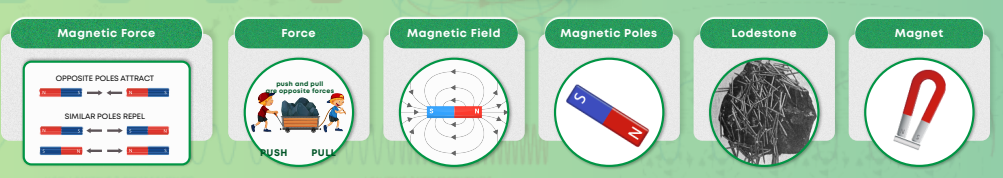 Magnetic Force
Force
Magnetic Field
Magnetic Poles
Lodestone
Magnet
OPPOSITE POLES ATTRACT
N S N S
SIMILAR POLES REPEL
push and pull
are opposite forces
PUSH PULL
S N
S
N